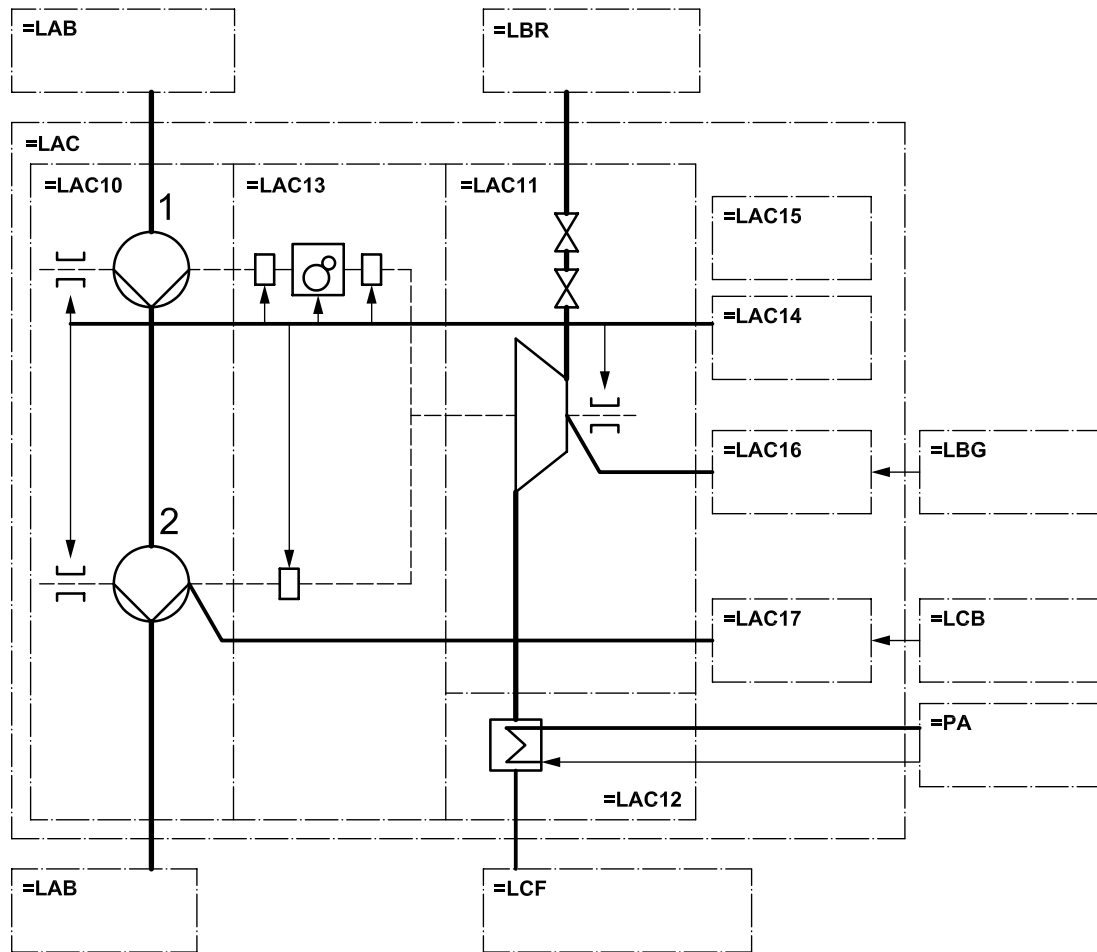 =LAB
=LBR
=LAC
=LAC10
=LAC13
=LAC11
1
=LAC15
=LAC14
=LAC16
=LBG
2
=LAC17
=LCB
=PA
=LAC12
=LAB
=LCF